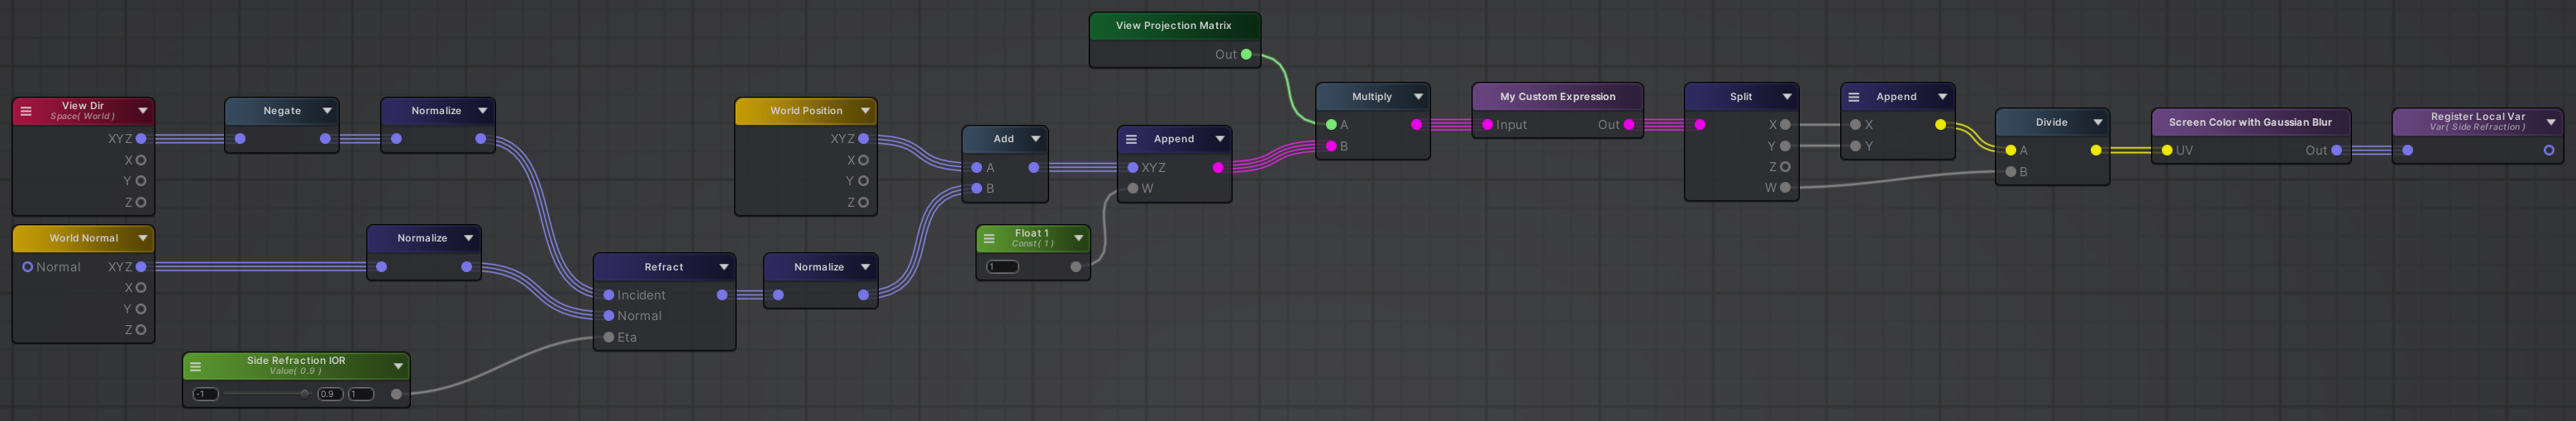 View Projection Matrix
Out
View Dir
Space( World )
XYZ
X
Y
Z
Negate
Normalize
World Normal
Normal XYZ
X
Y
Z
Normalize
Side Refraction IOR
Value( 0.9 )
-1 0.9 1
Refract
Incident
Normal
Eta
Normalize
World Position
XYZ
X
Y
Z
Add
A
B
Float 1
Const( 1 )
1
Append
XYZ
W
Multiply
A
B
My Custom Expression
Input Out
Split
X
Y
Z
W
Append
X
Y
Divide
A
B
Screen Color with Gaussian Blur
UV Out
Register Local Var
Var( Side Refraction )